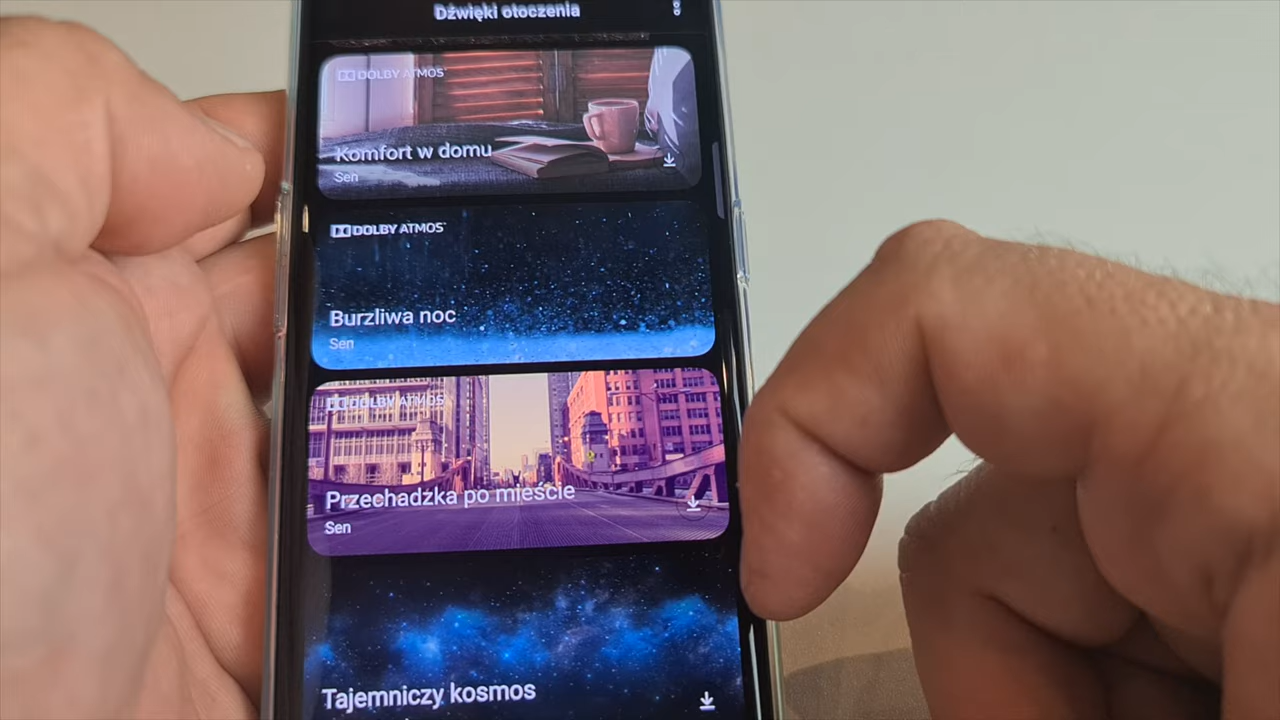 Dźwięki otoczenia
DOLBY ATMOS
Komfort w domu
Sen
DOLBY ATMOS
Burzliwa noc
Sen
DOLBY ATMOS
Przechadzka po mieście
Sen
Tajemniczy kosmos